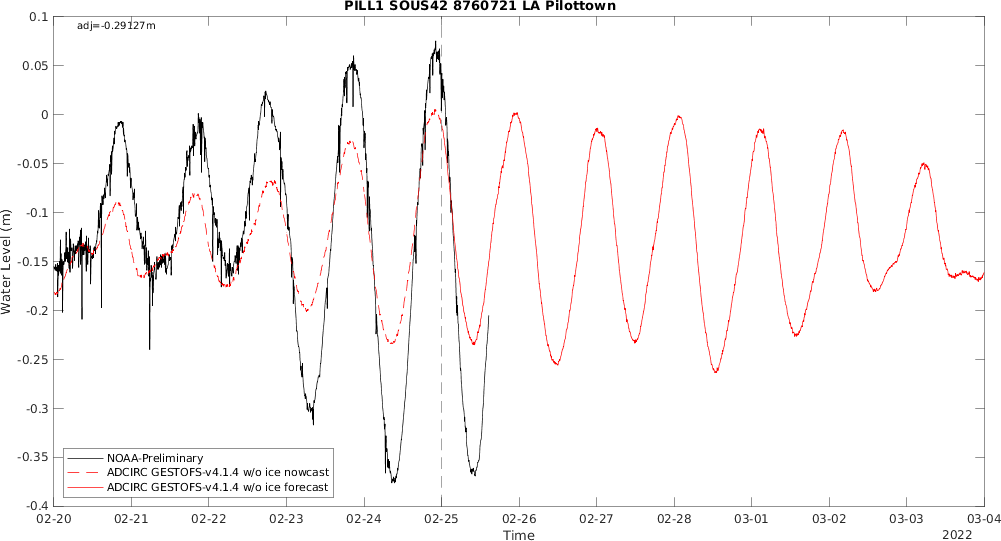 PILL1 SOUS42 8760721 LA Pilottown
adj=-0.29127m
0.1
0.05
0
-0.05
-0.1
-0.15
-0.2
-0.25
-0.3
-0.35
-0.4
Water Level (m)
NOAA-Preliminary
ADCIRC GESTOFS-v4.1.4 w/o ice nowcast
ADCIRC GESTOFS-v4.1.4 w/o ice forecast
02-20 02-21 02-22 02-23 02-24 02-25 02-26 02-27 02-28 03-01 03-02 03-03 03-04
Time
2022